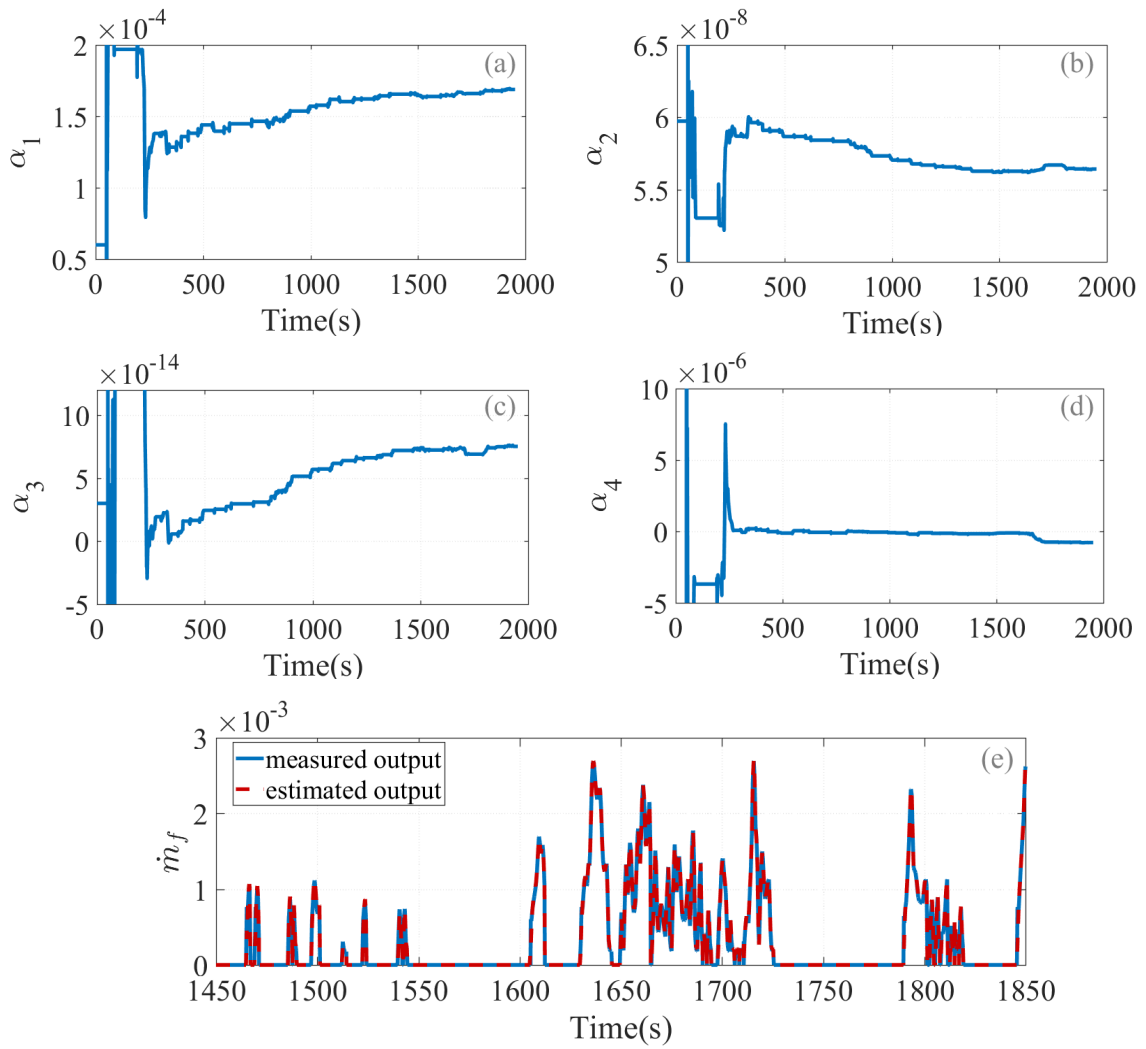 ×10⁻⁴
×10⁻⁸
2
1.5
1
0.5
α₁
(a)
0 500 1000 1500 2000
Time(s)
6.5
6
5.5
5
α₂
(b)
0 500 1000 1500 2000
Time(s)
×10⁻¹⁴
10
5
0
-5
α₃
(c)
0 500 1000 1500 2000
Time(s)
×10⁻⁶
10
5
0
-5
α₄
(d)
0 500 1000 1500 2000
Time(s)
×10⁻³
3
2
1
0
ṁ_f
measured output
estimated output
(e)
1450 1500 1550 1600 1650 1700 1750 1800 1850
Time(s)